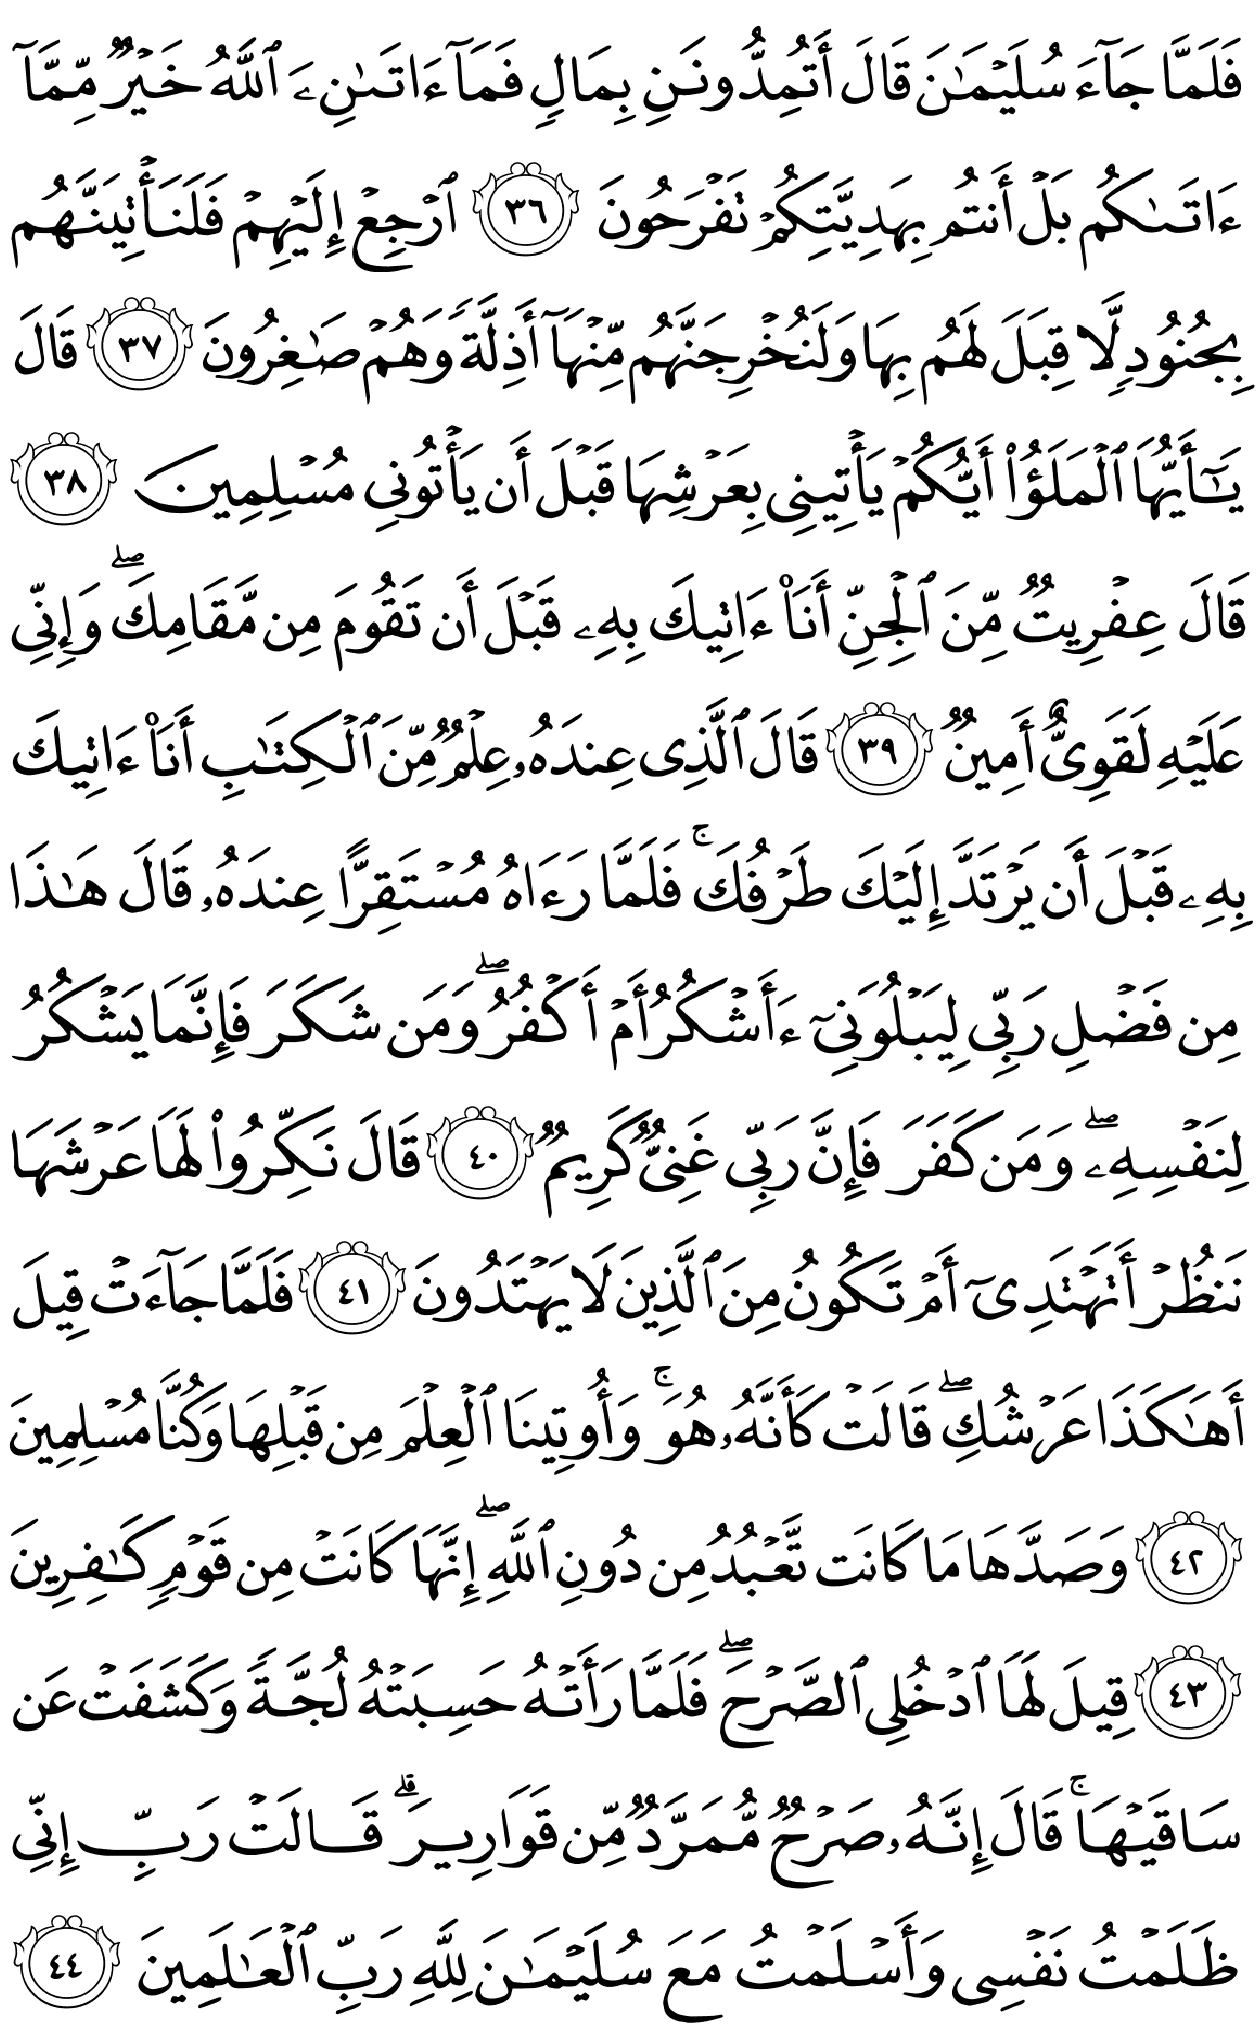 فَلَمَّا جَآءَ سُلَيْمَـٰنَ قَالَ أَتُمِدُّونَنِ بِمَالٍ فَمَآ ءَاتَىٰنِۦَ ٱللَّهُ خَيْرٌ مِّمَّآ
ءَاتَىٰكُم بَلْ أَنتُم بِهَدِيَّتِكُمْ تَفْرَحُونَ ٣٦ ٱرْجِعْ إِلَيْهِمْ فَلَنَأْتِيَنَّهُم
بِجُنُودٍ لَّا قِبَلَ لَهُم بِهَا وَلَنُخْرِجَنَّهُم مِّنْهَآ أَذِلَّةً وَهُمْ صَـٰغِرُونَ ٣٧ قَالَ
يَـٰٓأَيُّهَا ٱلْمَلَؤُا۟ أَيُّكُمْ يَأْتِينِى بِعَرْشِهَا قَبْلَ أَن يَأْتُونِى مُسْلِمِينَ ٣٨
قَالَ عِفْرِيتٌ مِّنَ ٱلْجِنِّ أَنَا۠ ءَاتِيكَ بِهِۦ قَبْلَ أَن تَقُومَ مِن مَّقَامِكَ ۖ وَإِنِّى
عَلَيْهِ لَقَوِىٌّ أَمِينٌ ٣٩ قَالَ ٱلَّذِى عِندَهُۥ عِلْمٌ مِّنَ ٱلْكِتَـٰبِ أَنَا۠ ءَاتِيكَ
بِهِۦ قَبْلَ أَن يَرْتَدَّ إِلَيْكَ طَرْفُكَ ۚ فَلَمَّا رَءَاهُ مُسْتَقِرًّا عِندَهُۥ قَالَ هَـٰذَا
مِن فَضْلِ رَبِّى لِيَبْلُوَنِىٓ ءَأَشْكُرُ أَمْ أَكْفُرُ ۖ وَمَن شَكَرَ فَإِنَّمَا يَشْكُرُ
لِنَفْسِهِۦ ۖ وَمَن كَفَرَ فَإِنَّ رَبِّى غَنِىٌّ كَرِيمٌ ٤٠ قَالَ نَكِّرُوا۟ لَهَا عَرْشَهَا
نَنظُرْ أَتَهْتَدِىٓ أَمْ تَكُونُ مِنَ ٱلَّذِينَ لَا يَهْتَدُونَ ٤١ فَلَمَّا جَآءَتْ قِيلَ
أَهَـٰكَذَا عَرْشُكِ ۖ قَالَتْ كَأَنَّهُۥ هُوَ ۚ وَأُوتِينَا ٱلْعِلْمَ مِن قَبْلِهَا وَكُنَّا مُسْلِمِينَ
٤٢ وَصَدَّهَا مَا كَانَت تَّعْبُدُ مِن دُونِ ٱللَّهِ ۖ إِنَّهَا كَانَتْ مِن قَوْمٍ كَـٰفِرِينَ
٤٣ قِيلَ لَهَا ٱدْخُلِى ٱلصَّرْحَ ۖ فَلَمَّا رَأَتْهُ حَسِبَتْهُ لُجَّةً وَكَشَفَتْ عَن
سَاقَيْهَا ۚ قَالَ إِنَّهُۥ صَرْحٌ مُّمَرَّدٌ مِّن قَوَارِيرَ ۗ قَالَتْ رَبِّ إِنِّى
ظَلَمْتُ نَفْسِى وَأَسْلَمْتُ مَعَ سُلَيْمَـٰنَ لِلَّهِ رَبِّ ٱلْعَـٰلَمِينَ ٤٤